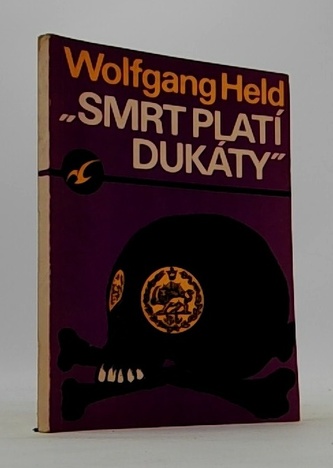 Wolfgang Held
„SMRT PLATÍ
DUKÁTY"